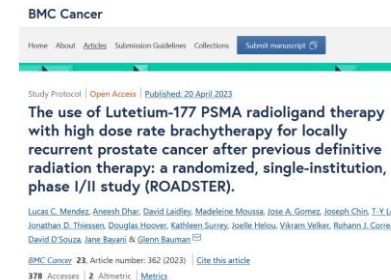 BMC Cancer
Home About Articles Submission Guidelines Collections Submit manuscript
Study Protocol | Open Access | Published: 20 April 2023
The use of Lutetium-177 PSMA radioligand therapy
with high dose rate brachytherapy for locally
recurrent prostate cancer after previous definitive
radiation therapy: a randomized, single-institution,
phase I/II study (ROADSTER).
Lucas C. Mendez, Aneesh Dhar, David Laidley, Madeleine Moussa, Jose A. Gomez, Joseph Chin, T-Y
Jonathan D. Thiessen, Douglas Hoover, Kathleen Surrey, Joelle Helou, Vikram Velker, Rohann J. Correa
David D'Souza, Jane Bayani & Glenn Bauman
BMC Cancer 23, Article number: 362 (2023) | Cite this article
378 Accesses | 2 Altmetric | Metrics